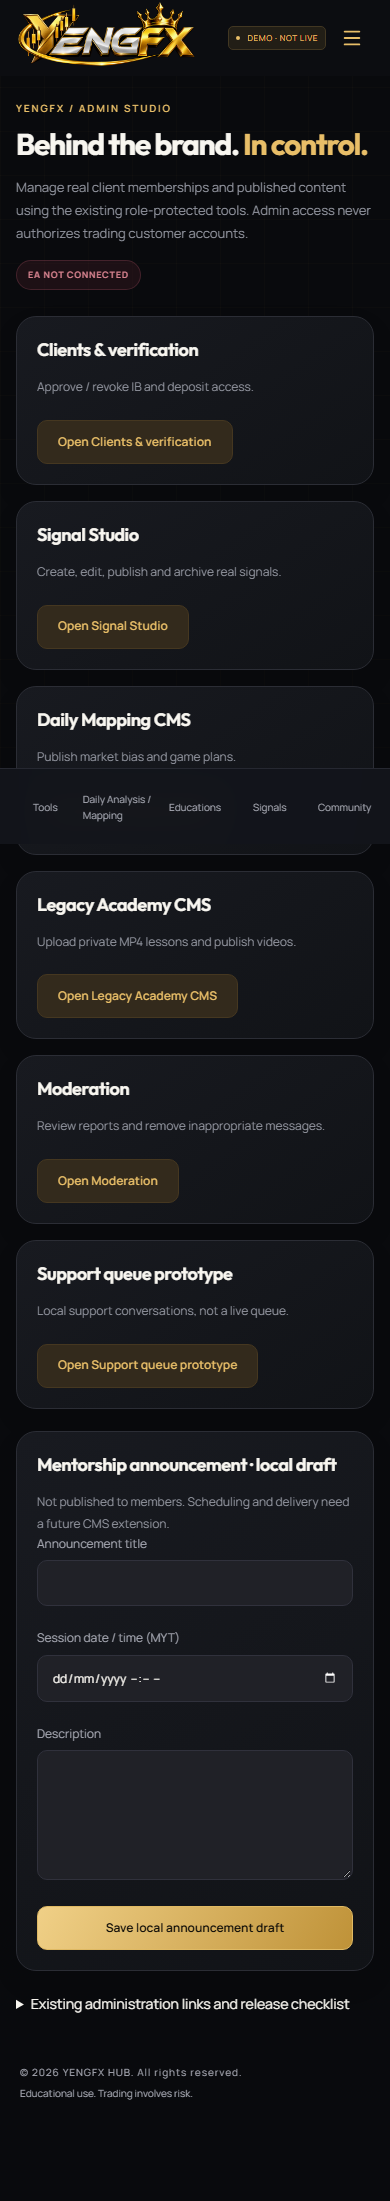 YENGFX
DEMO · NOT LIVE
YENGFX / ADMIN STUDIO
Behind the brand. In control.
Manage real client memberships and published content
using the existing role-protected tools. Admin access never
authorizes trading customer accounts.
EA NOT CONNECTED
Clients & verification
Approve / revoke IB and deposit access.
Open Clients & verification
Signal Studio
Create, edit, publish and archive real signals.
Open Signal Studio
Daily Mapping CMS
Publish market bias and game plans.
Tools
Daily Analysis /
Mapping
Educations
Signals
Community
Legacy Academy CMS
Upload private MP4 lessons and publish videos.
Open Legacy Academy CMS
Moderation
Review reports and remove inappropriate messages.
Open Moderation
Support queue prototype
Local support conversations, not a live queue.
Open Support queue prototype
Mentorship announcement · local draft
Not published to members. Scheduling and delivery need
a future CMS extension.
Announcement title
Session date / time (MYT)
dd/mm/yyyy --:-- --
Description
Save local announcement draft
Existing administration links and release checklist
© 2026 YENGFX HUB. All rights reserved.
Educational use. Trading involves risk.